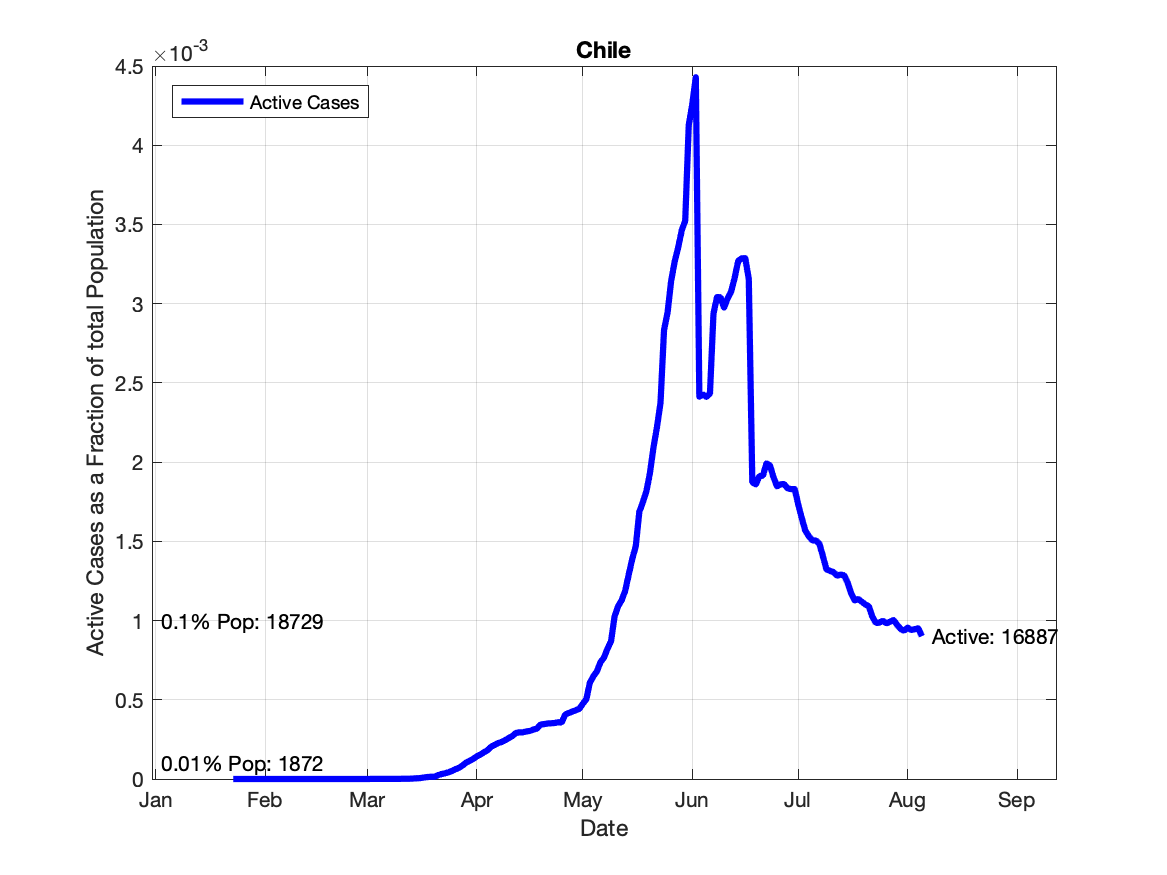 Chile
×10-3
4.5
4
3.5
3
2.5
2
1.5
1
0.5
0
Active Cases as a Fraction of total Population
Active Cases
0.1% Pop: 18729
Active: 16887
0.01% Pop: 1872
Jan Feb Mar Apr May Jun Jul Aug Sep
Date